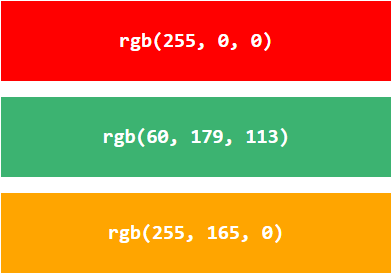 rgb(255, 0, 0)
rgb(60, 179, 113)
rgb(255, 165, 0)